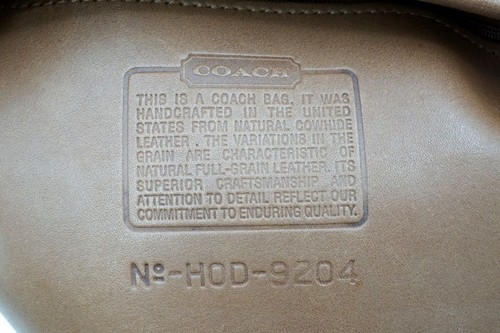 COACH
THIS IS A COACH BAG. IT WAS
HANDCRAFTED IN THE UNITED
STATES FROM NATURAL COWHIDE
LEATHER . THE VARIATIONS IN THE
GRAIN ARE CHARACTERISTIC OF
NATURAL FULL-GRAIN LEATHER. ITS
SUPERIOR CRAFTSMANSHIP AND
ATTENTION TO DETAIL REFLECT OUR
COMMITMENT TO ENDURING QUALITY.
Nº-HOD-9204